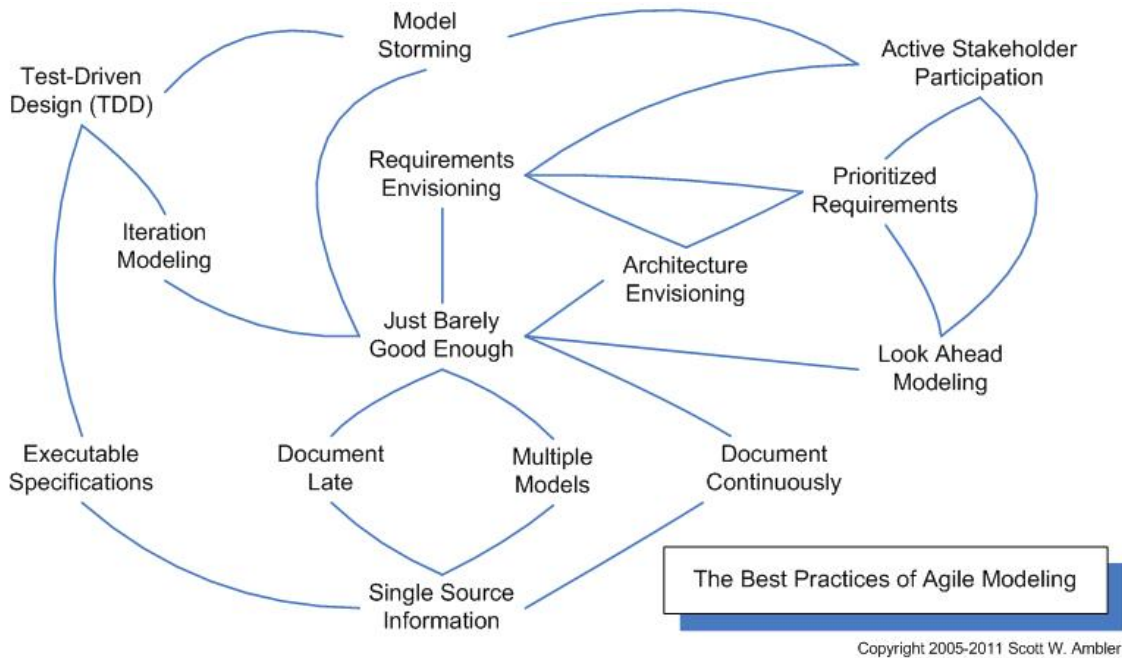 Model
Storming
Active Stakeholder
Participation
Test-Driven
Design (TDD)
Requirements
Envisioning
Prioritized
Requirements
Iteration
Modeling
Architecture
Envisioning
Just Barely
Good Enough
Look Ahead
Modeling
Executable
Specifications
Document
Late
Multiple
Models
Document
Continuously
Single Source
Information
The Best Practices of Agile Modeling
Copyright 2005-2011 Scott W. Ambler